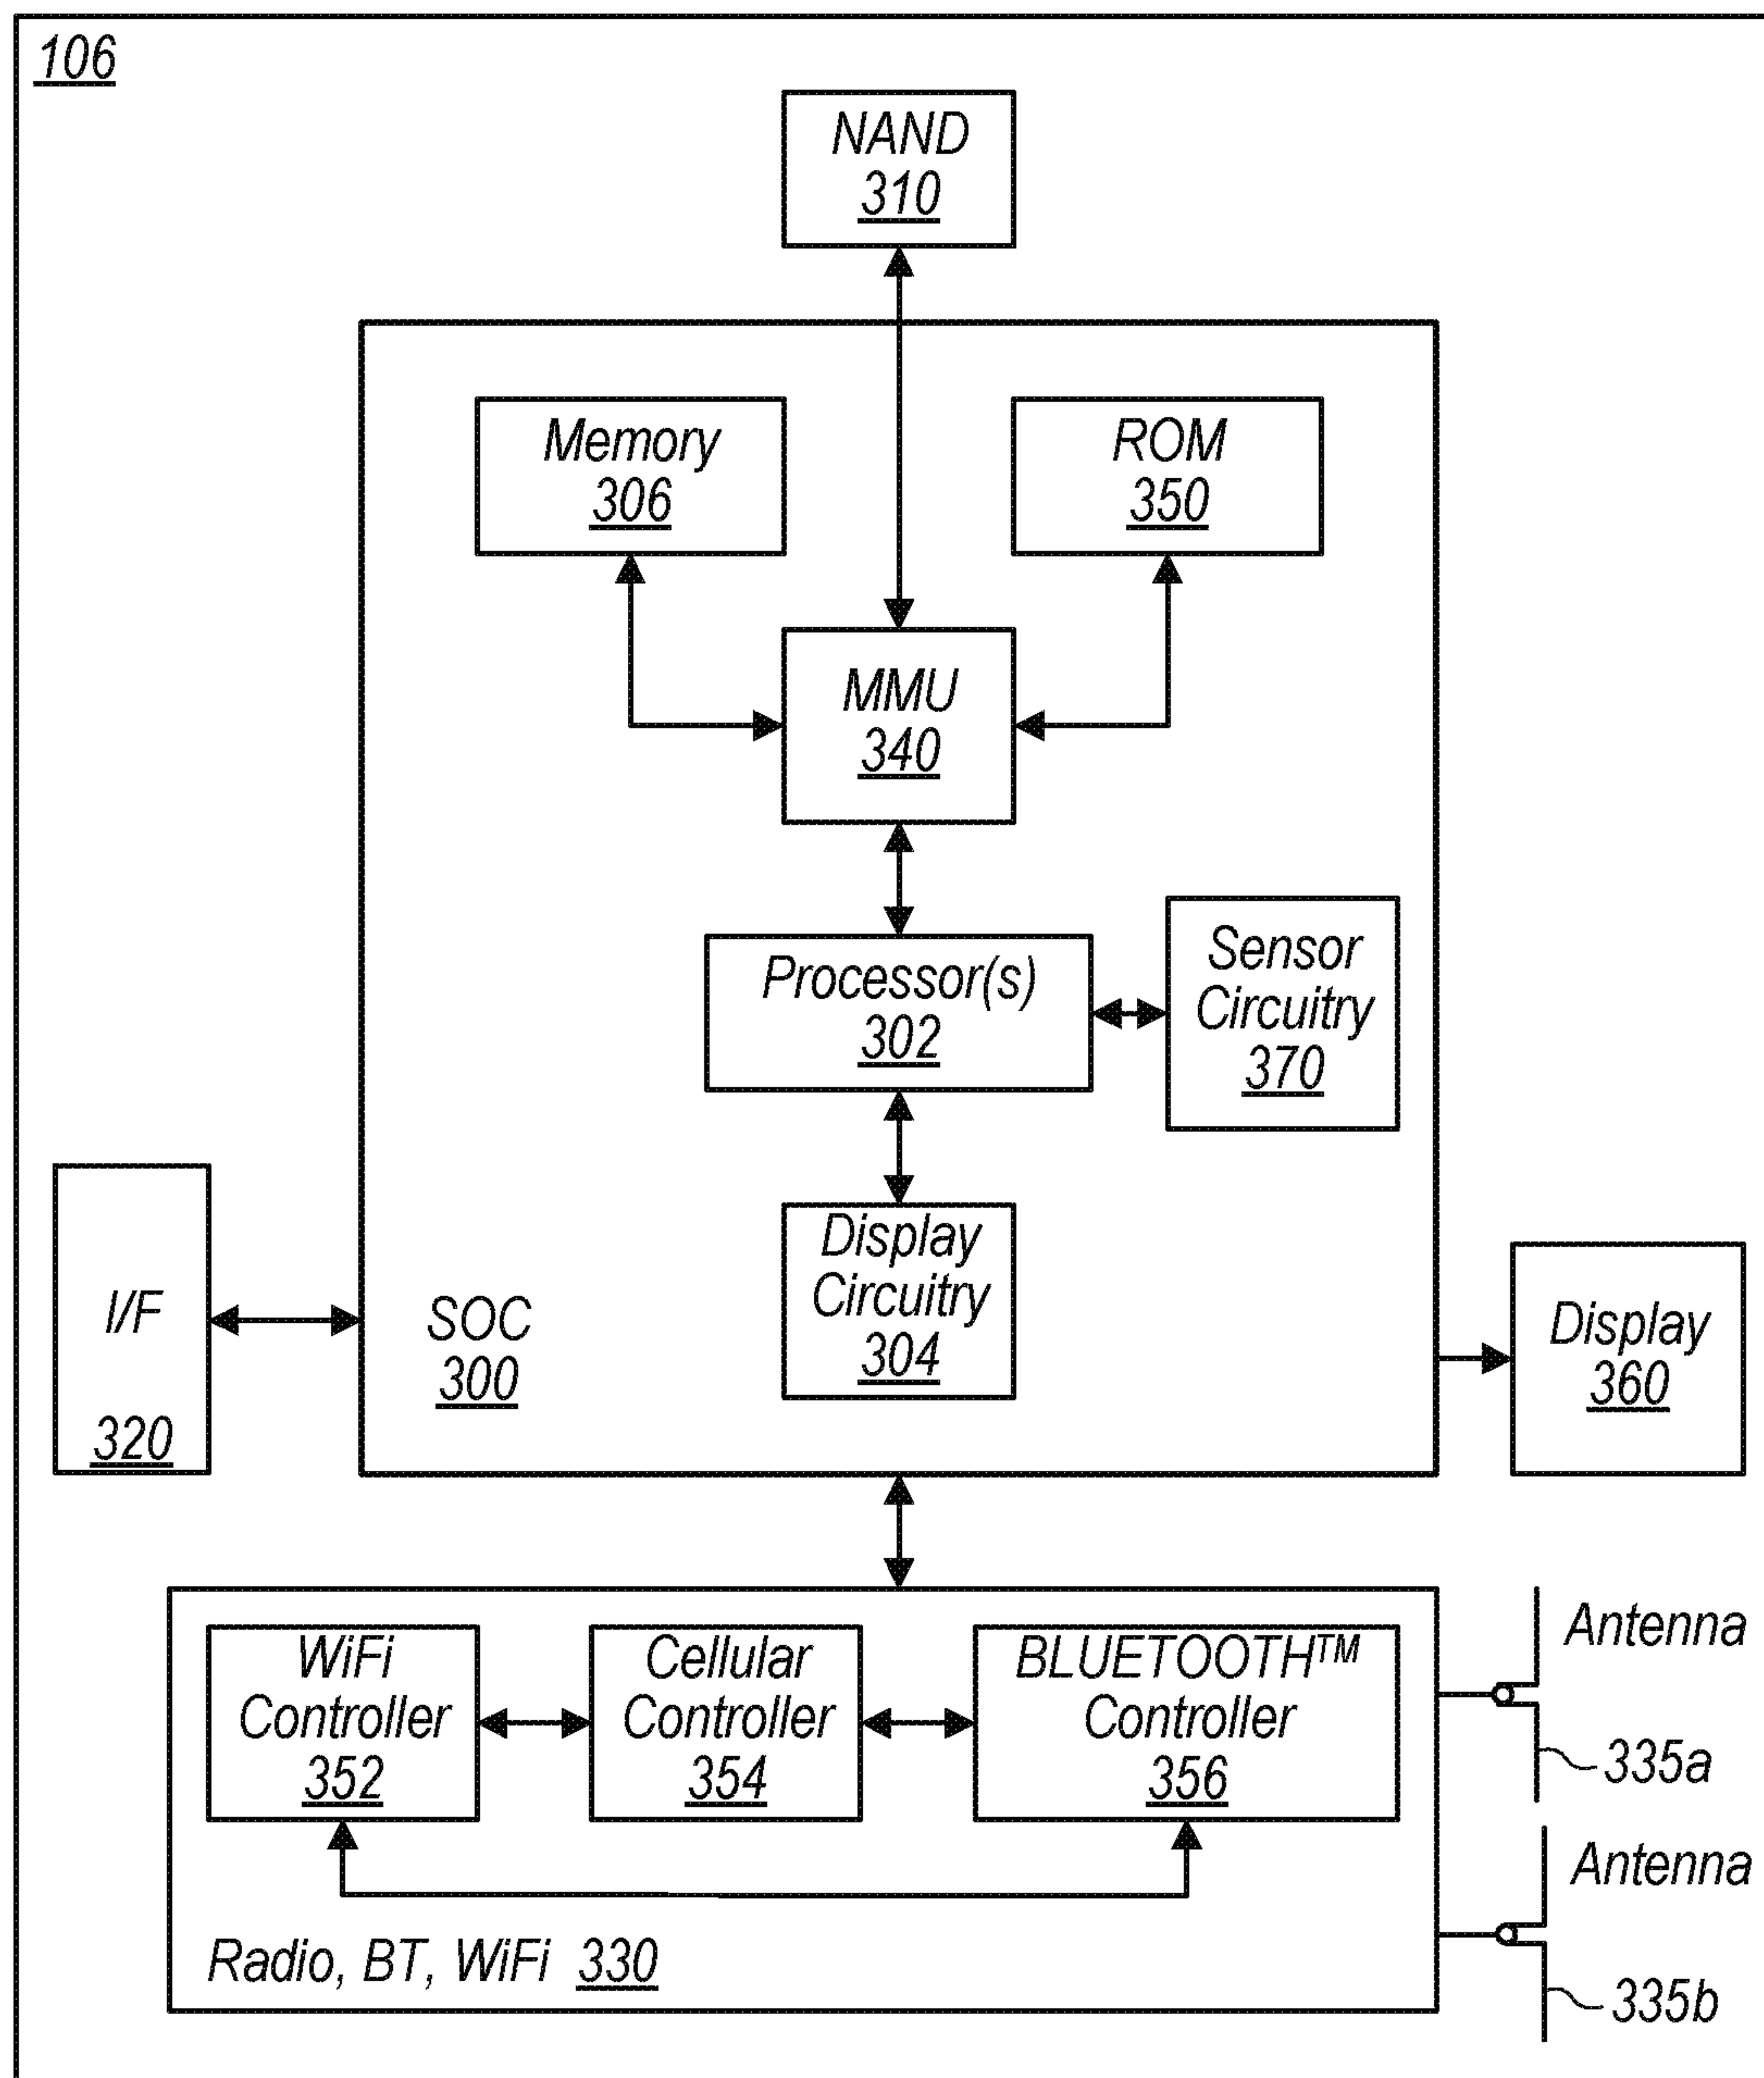 106
NAND
310
Memory
306
ROM
350
MMU
340
Processor(s)
302
Sensor
Circuitry
370
Display
Circuitry
304
SOC
300
I/F
320
Display
360
WiFi
Controller
352
Cellular
Controller
354
BLUETOOTH™
Controller
356
Radio, BT, WiFi 330
Antenna
335a
Antenna
335b